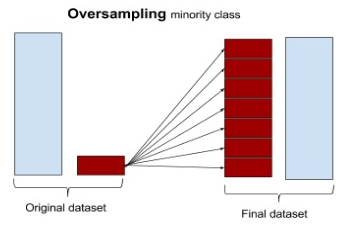 Oversampling minority class
Original dataset
Final dataset